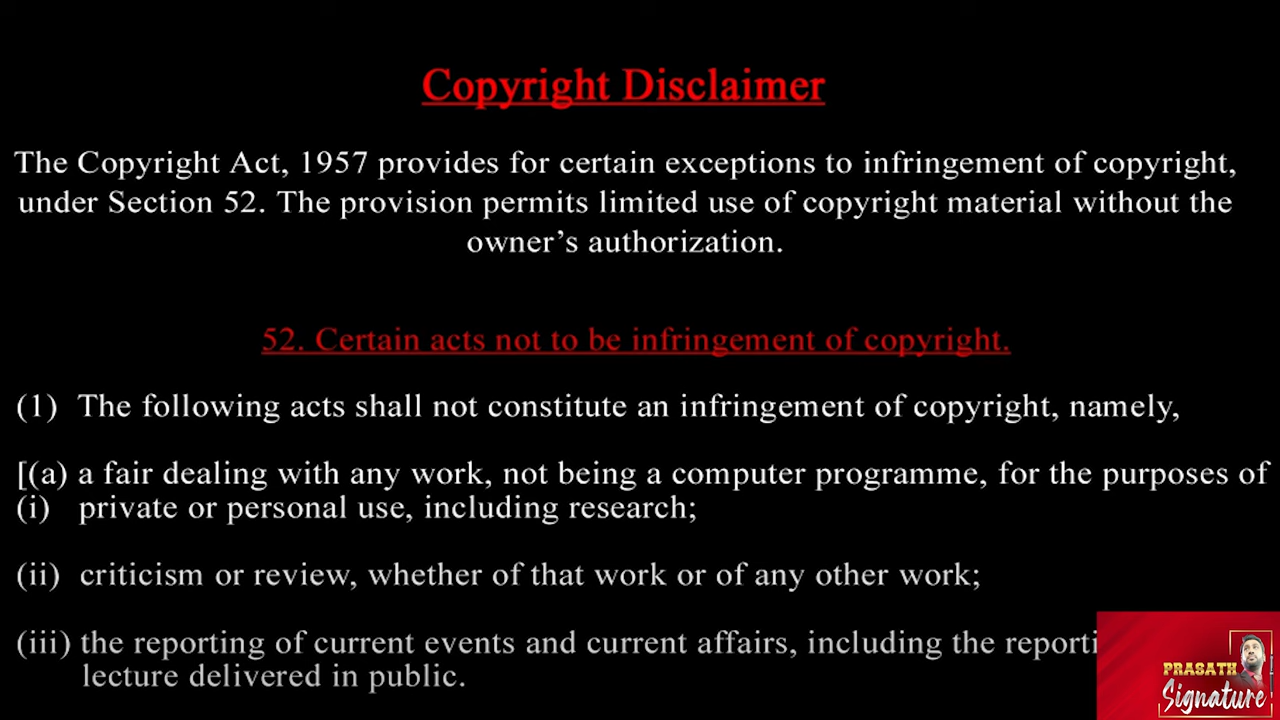 Copyright Disclaimer
The Copyright Act, 1957 provides for certain exceptions to infringement of copyright,
under Section 52. The provision permits limited use of copyright material without the
owner's authorization.
52. Certain acts not to be infringement of copyright.
(1) The following acts shall not constitute an infringement of copyright, namely,
[(a) a fair dealing with any work, not being a computer programme, for the purposes of
(i) private or personal use, including research;
(ii) criticism or review, whether of that work or of any other work;
(iii) the reporting of current events and current affairs, including the
lecture delivered in public.
PRASATH
Signature